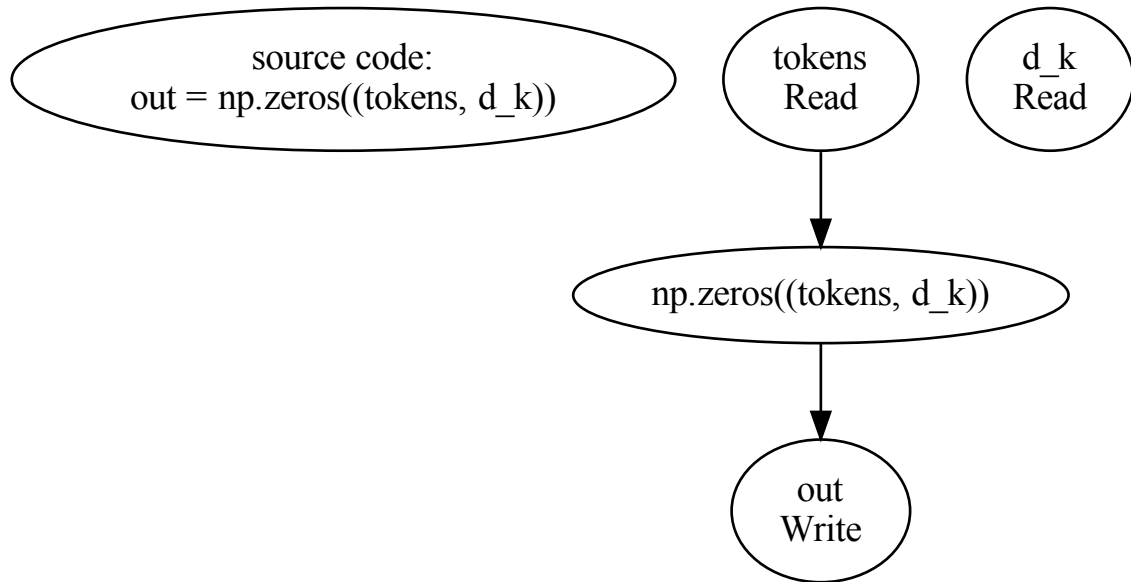 source code:
out = np.zeros((tokens, d_k))
tokens
Read
d_k
Read
np.zeros((tokens, d_k))
out
Write